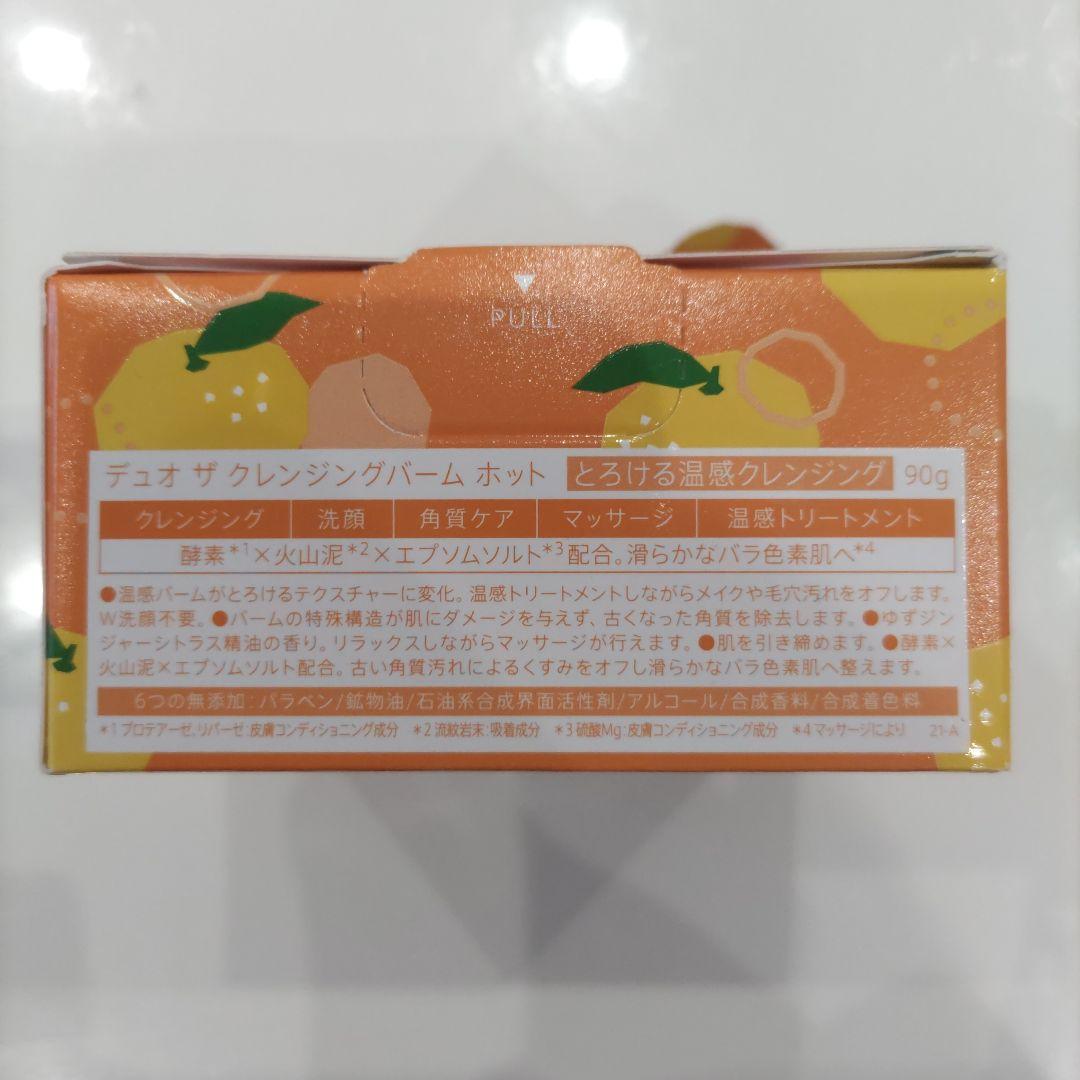 PULL
デュオ ザ クレンジングバーム ホット とろける温感クレンジング 90g
クレンジング 洗顔 角質ケア マッサージ 温感トリートメント
酵素*1×火山泥*2×エプソムソルト*3配合。滑らかなバラ色素肌へ*4
●温感バームがとろけるテクスチャーに変化。温感トリートメントしながらメイクや毛穴汚れをオフします。
W洗顔不要。●バームの特殊構造が肌にダメージを与えず、古くなった角質を除去します。●ゆずジン
ジャーシトラス精油の香り。リラックスしながらマッサージが行えます。●肌を引き締めます。●酵素×
火山泥×エプソムソルト配合。古い角質汚れによるくすみをオフし滑らかなバラ色素肌へ整えます。
6つの無添加：パラベン/鉱物油/石油系合成界面活性剤/アルコール/合成香料/合成着色料
*1 プロテアーゼ、リパーゼ：皮膚コンディショニング成分 *2 流紋岩末：吸着成分 *3 硫酸Mg：皮膚コンディショニング成分 *4 マッサージにより 21-A